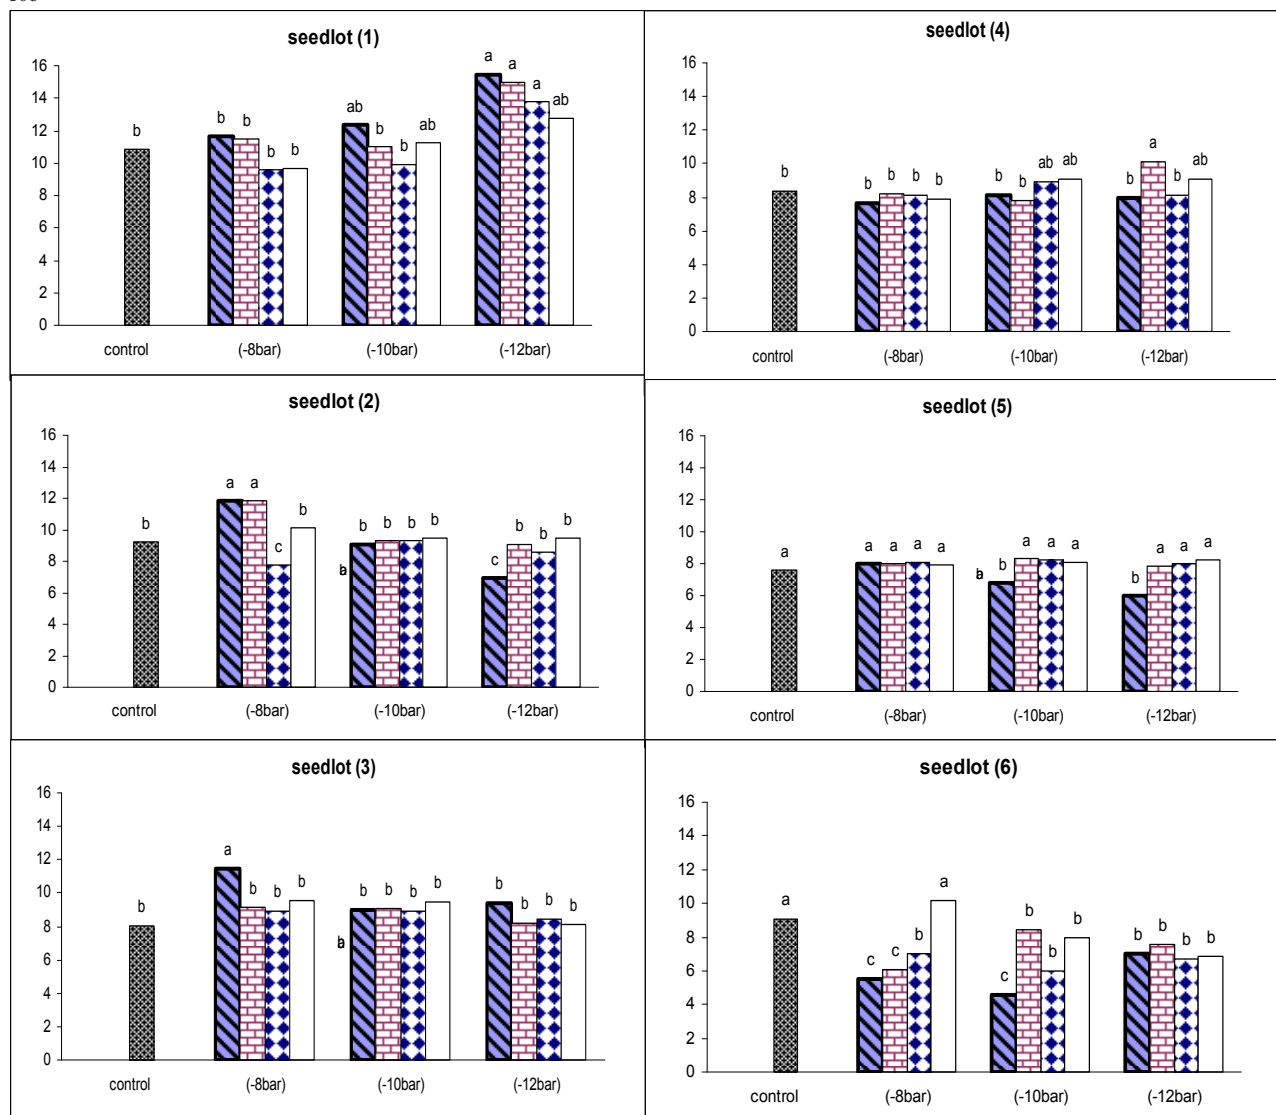 seedlot (1)
16
14
12
10
8
6
4
2
0
b
b b b b
ab b b ab
a a a ab
control (-8bar) (-10bar) (-12bar)
seedlot (4)
16
14
12
10
8
6
4
2
0
b
b b b b
b b ab ab
b a b ab
control (-8bar) (-10bar) (-12bar)
seedlot (2)
16
14
12
10
8
6
4
2
0
b
a a c b
b b b b
c b b b
control (-8bar) (-10bar) (-12bar)
seedlot (5)
16
14
12
10
8
6
4
2
0
a
a a a a
b a a a
b a a a
control (-8bar) (-10bar) (-12bar)
seedlot (3)
16
14
12
10
8
6
4
2
0
b
a b b b
b b b b
b b b b
control (-8bar) (-10bar) (-12bar)
seedlot (6)
16
14
12
10
8
6
4
2
0
a
c c b a
c b b b
b b b b
control (-8bar) (-10bar) (-12bar)